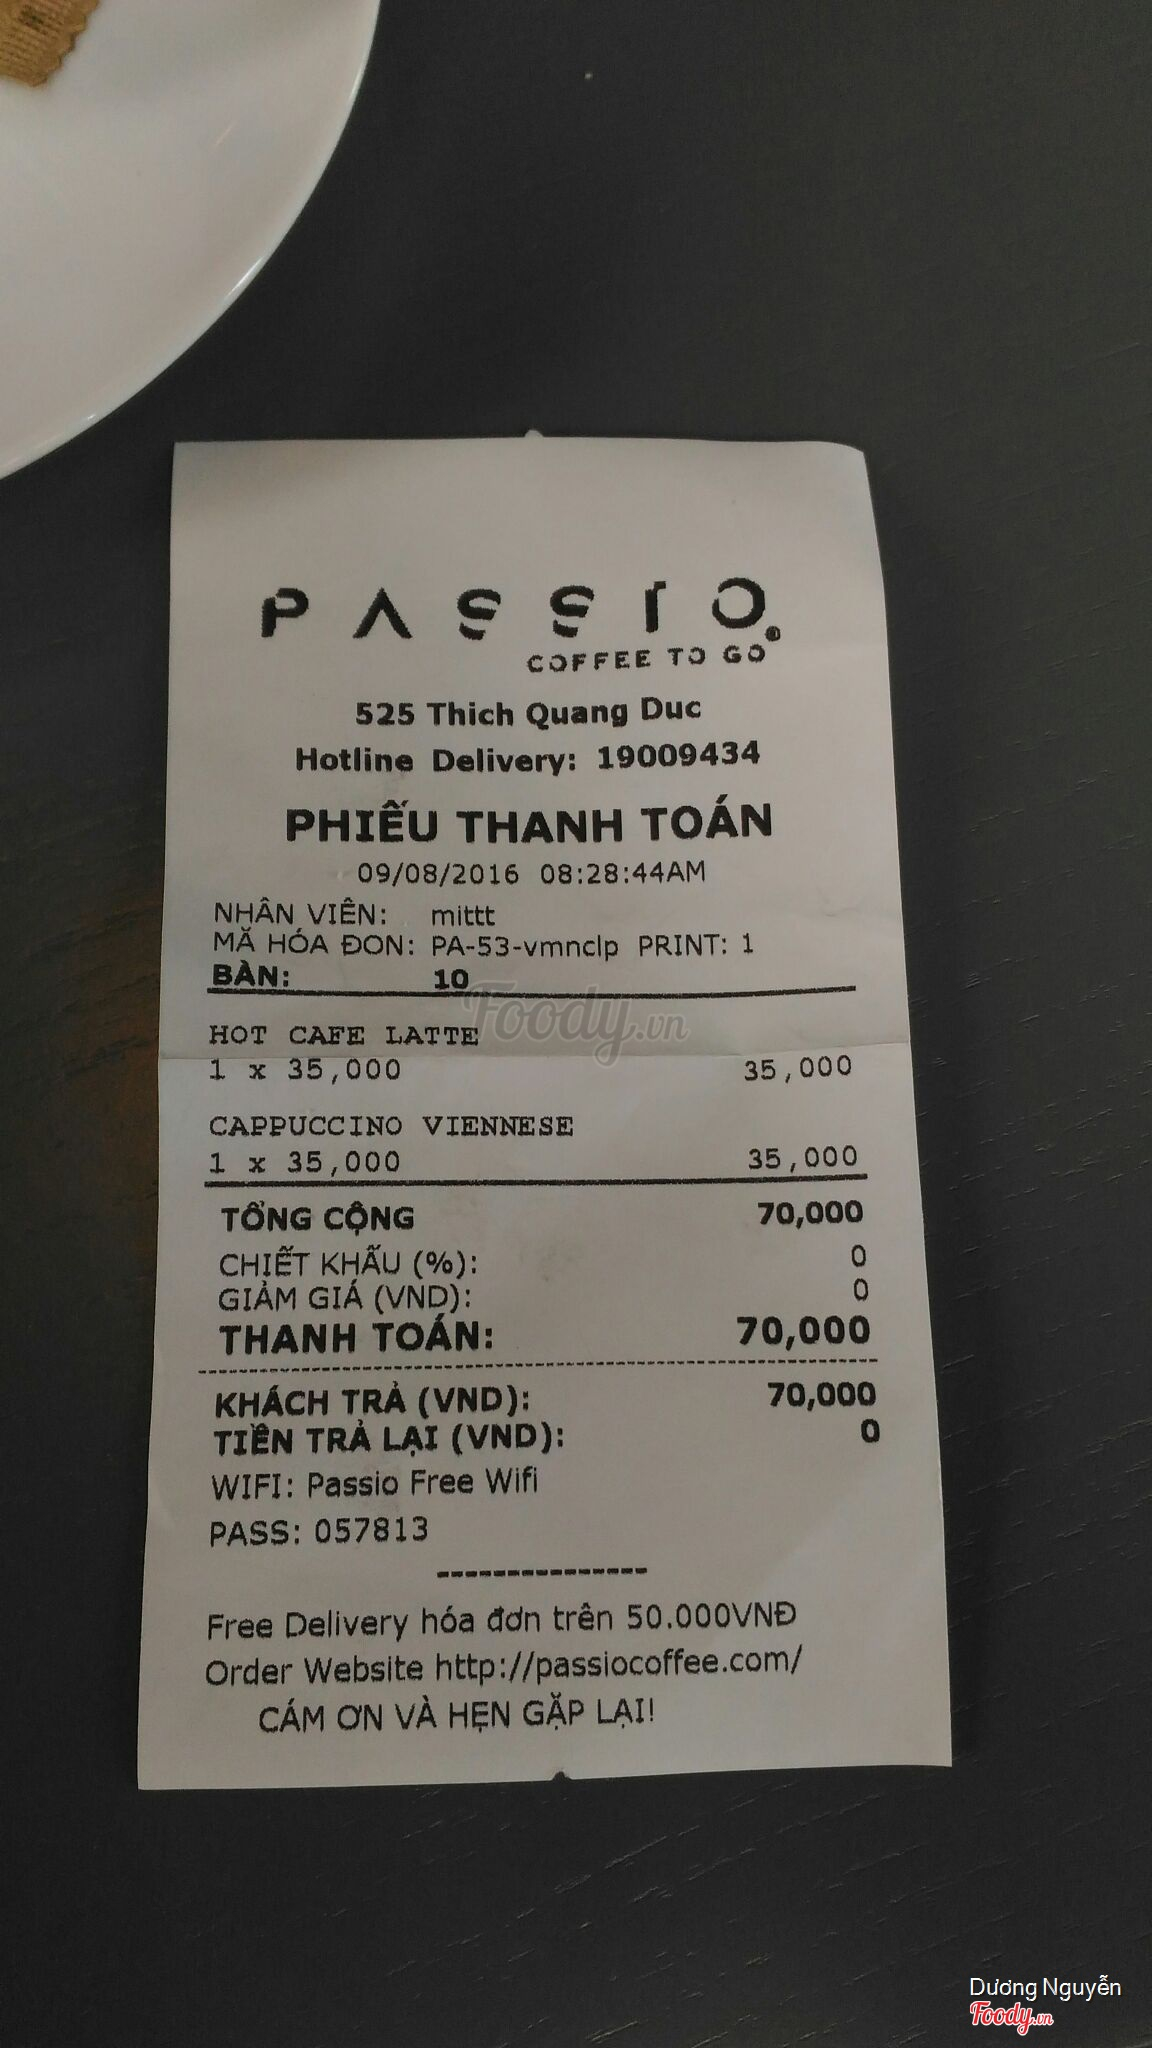 PASSIO
COFFEE TO GO
525 Thich Quang Duc
Hotline Delivery: 19009434
PHIẾU THANH TOÁN
09/08/2016 08:28:44AM
NHÂN VIÊN: mittt
MÃ HÓA ĐON: PA-53-vmnclp PRINT: 1
BÀN: 10
Foody.vn
HOT CAFE LATTE
1 x 35,000 35,000
CAPPUCCINO VIENNESE
1 x 35,000 35,000
TỔNG CỘNG 70,000
CHIẾT KHẤU (%): 0
GIẢM GIÁ (VND): 0
THANH TOÁN: 70,000
KHÁCH TRẢ (VND): 70,000
TIỀN TRẢ LẠI (VND): 0
WIFI: Passio Free Wifi
PASS: 057813
---------------
Free Delivery hóa đơn trên 50.000VNĐ
Order Website http://passiocoffee.com/
CÁM ƠN VÀ HẸN GẶP LẠI!
Dương Nguyễn
Foody.vn